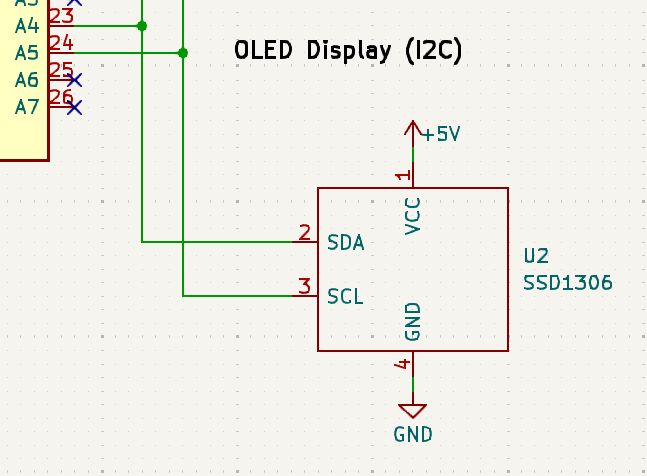 A4 23
A5 24
A6 25
A7 26
OLED Display (I2C)
+5V
1
VCC
2 SDA
3 SCL
GND
4
U2
SSD1306
GND